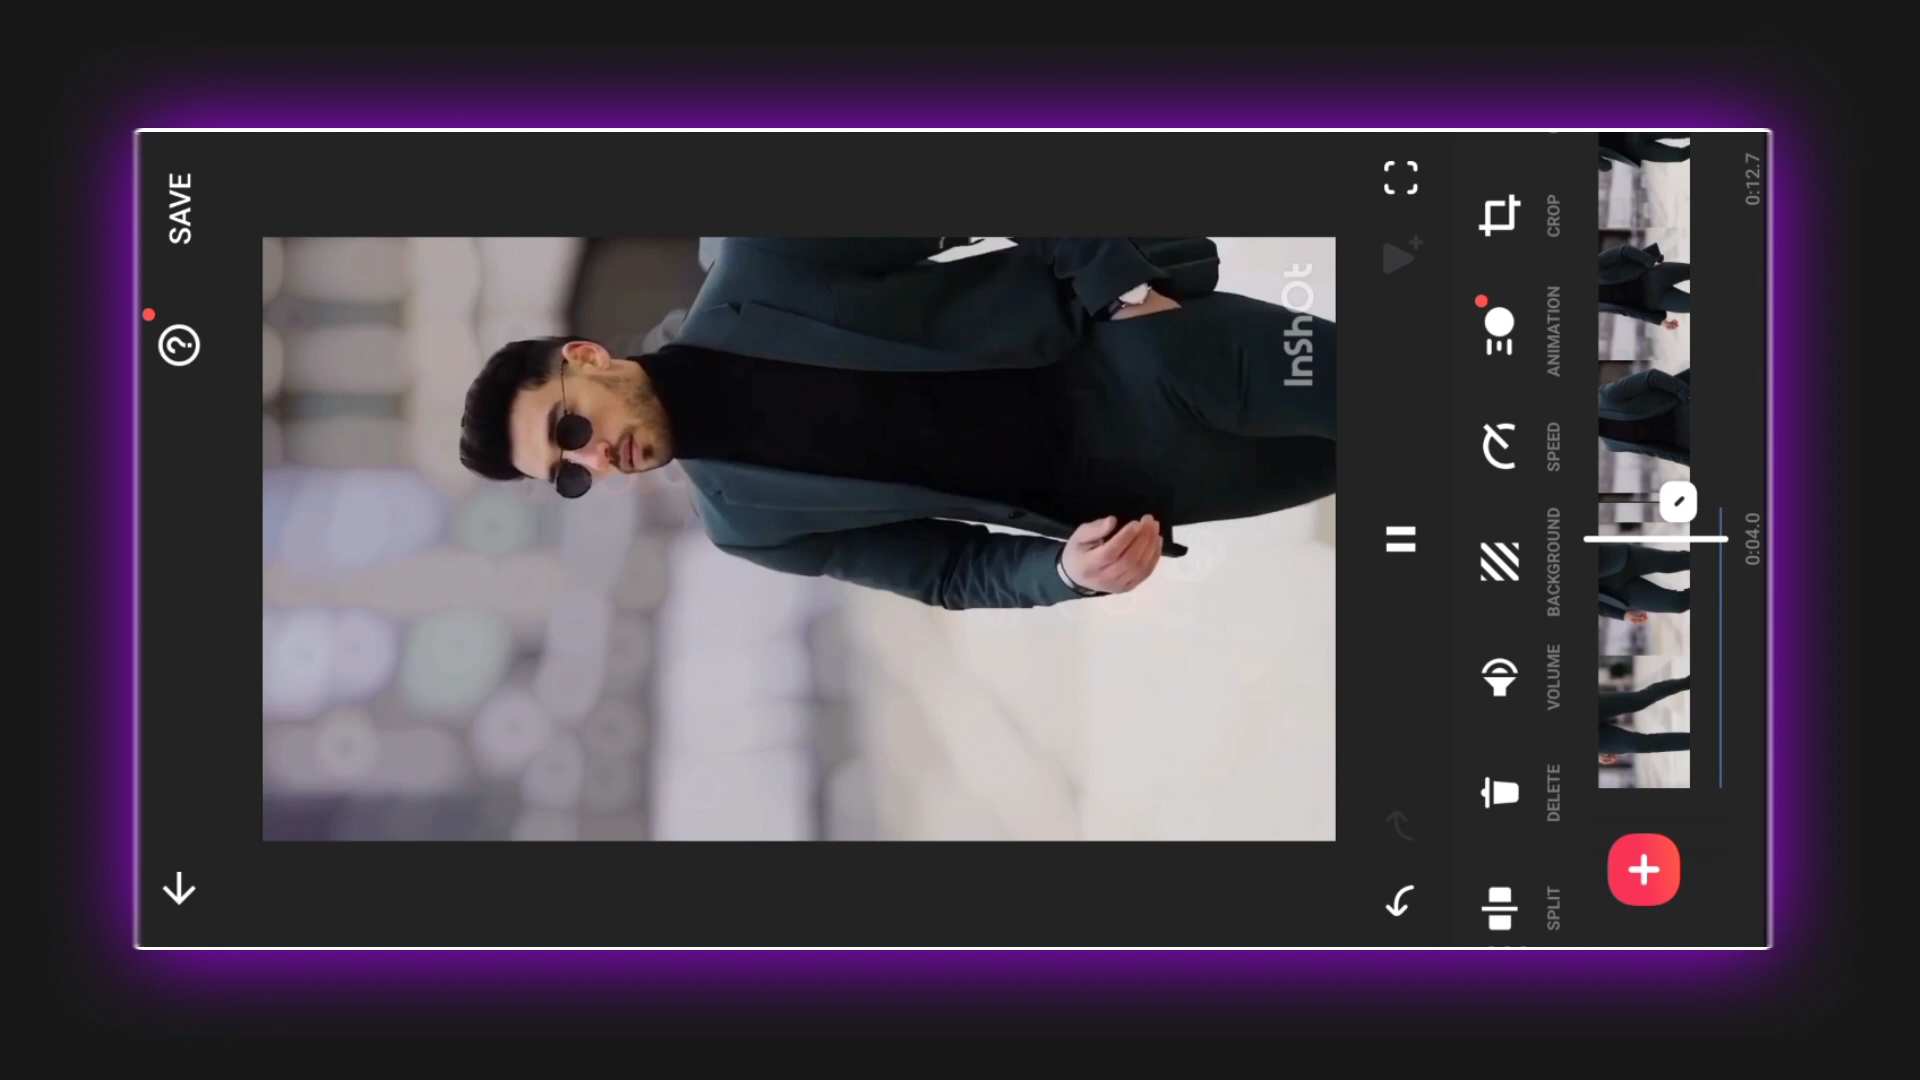 SAVE
InShOt
SPLIT
DELETE
VOLUME
BACKGROUND
SPEED
ANIMATION
CROP
0:04.0
0:12.7